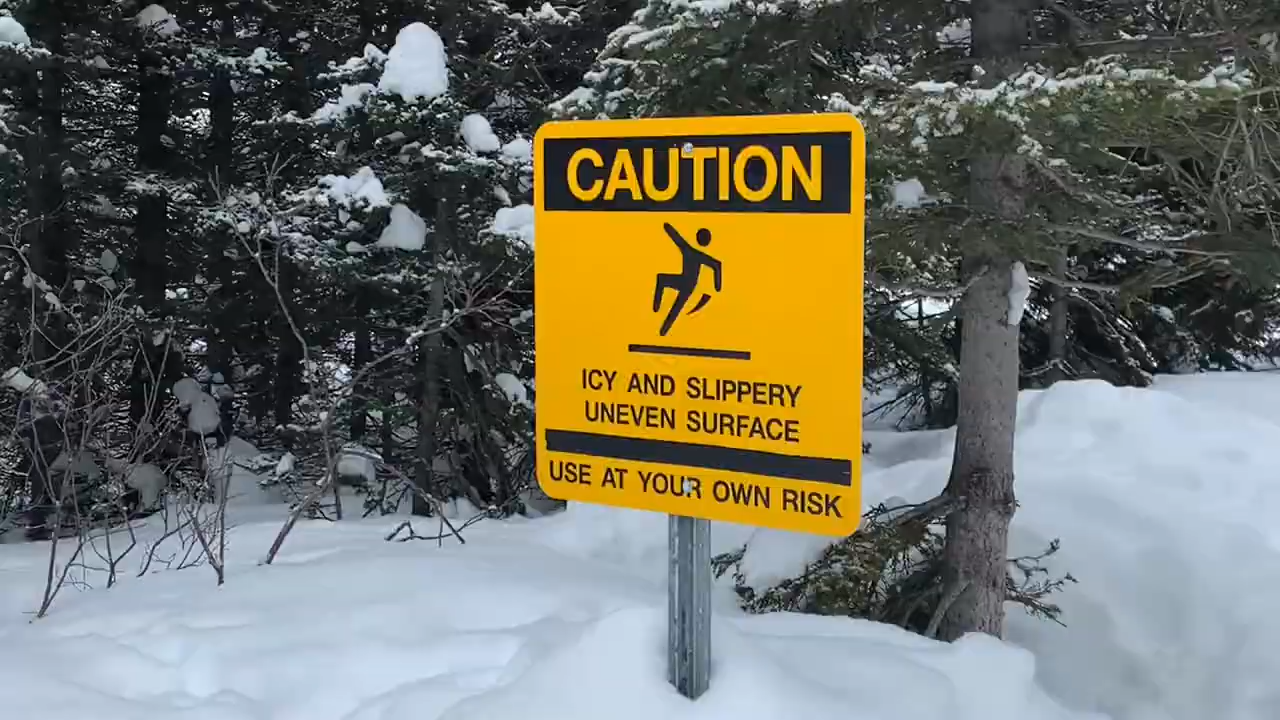 CAUTION
ICY AND SLIPPERY
UNEVEN SURFACE
USE AT YOUR OWN RISK